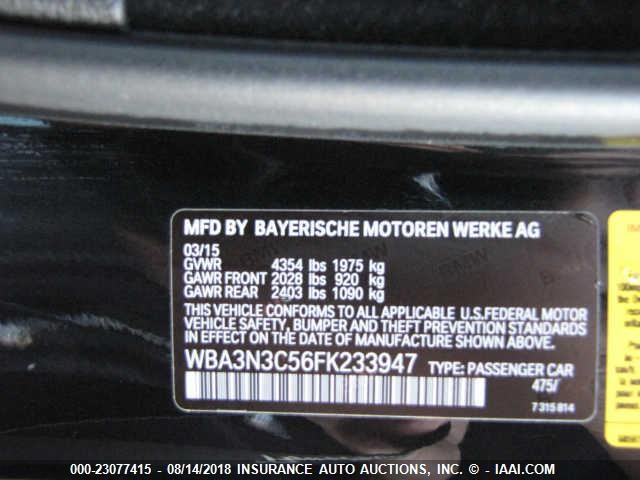 MFD BY BAYERISCHE MOTOREN WERKE AG
03/15
GVWR 4354 lbs 1975 kg
GAWR FRONT 2028 lbs 920 kg
GAWR REAR 2403 lbs 1090 kg
THIS VEHICLE CONFORMS TO ALL APPLICABLE U.S.FEDERAL MOTOR
VEHICLE SAFETY, BUMPER AND THEFT PREVENTION STANDARDS
IN EFFECT ON THE DATE OF MANUFACTURE SHOWN ABOVE.
WBA3N3C56FK233947 TYPE: PASSENGER CAR
475/
7 315 814
000-23077415 - 08/14/2018 INSURANCE AUTO AUCTIONS, INC. - IAAI.COM